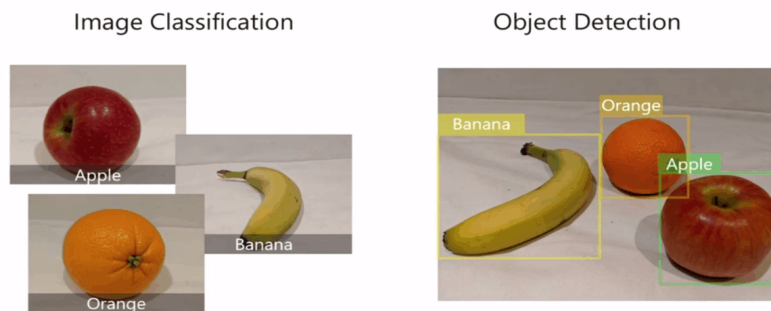 Image Classification
Object Detection
Apple
Banana
Orange
Banana
Orange
Apple